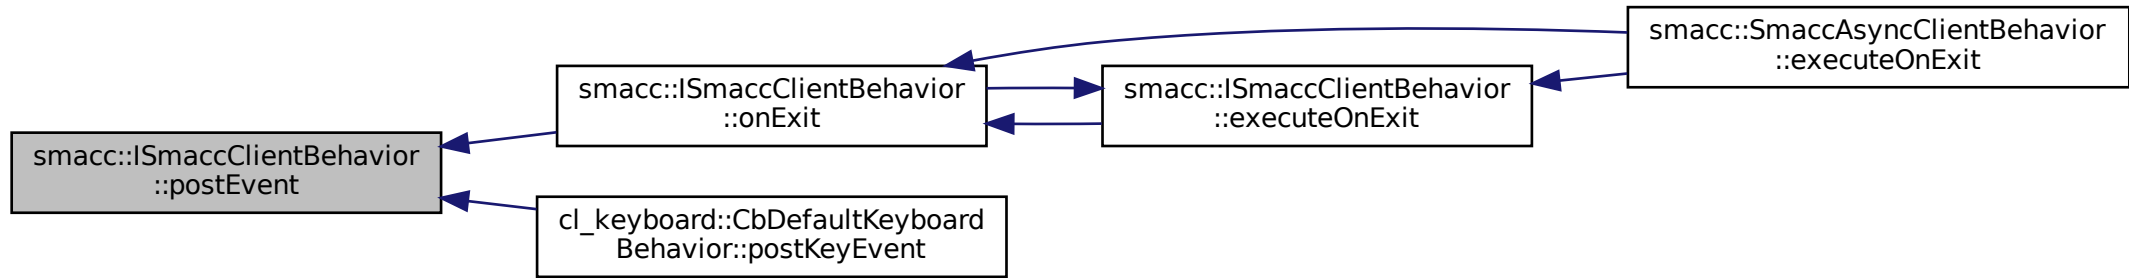 smacc::ISmaccClientBehavior
::postEvent
smacc::ISmaccClientBehavior
::onExit
cl_keyboard::CbDefaultKeyboard
Behavior::postKeyEvent
smacc::ISmaccClientBehavior
::executeOnExit
smacc::SmaccAsyncClientBehavior
::executeOnExit